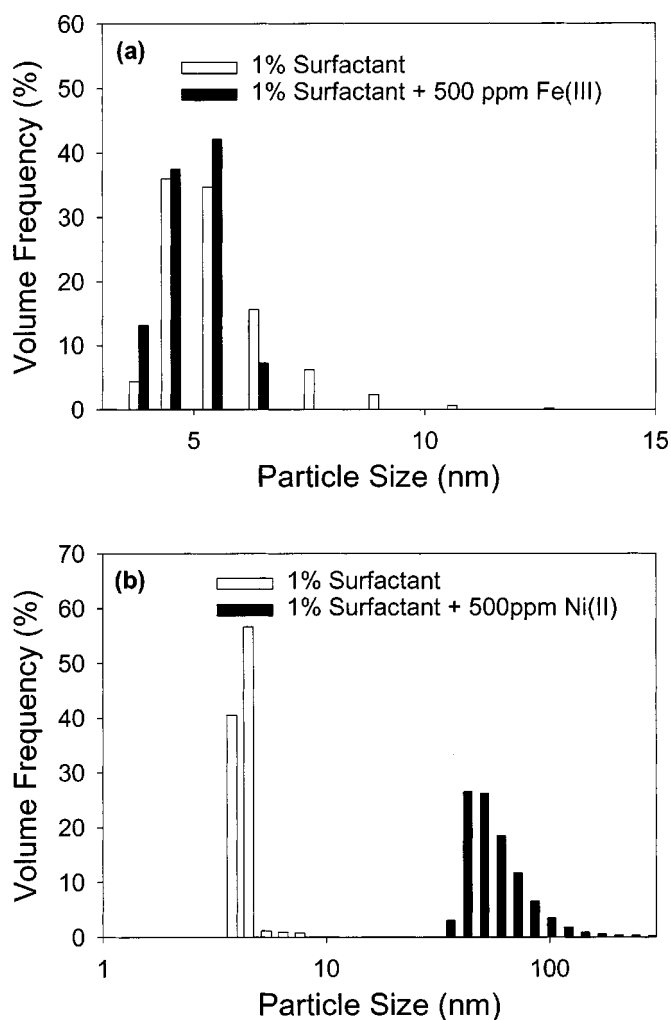 (a)
1% Surfactant
1% Surfactant + 500 ppm Fe(III)
Volume Frequency (%)
60
50
40
30
20
10
0
5
10
15
Particle Size (nm)
(b)
1% Surfactant
1% Surfactant + 500ppm Ni(II)
Volume Frequency (%)
70
60
50
40
30
20
10
0
1
10
100
Particle Size (nm)